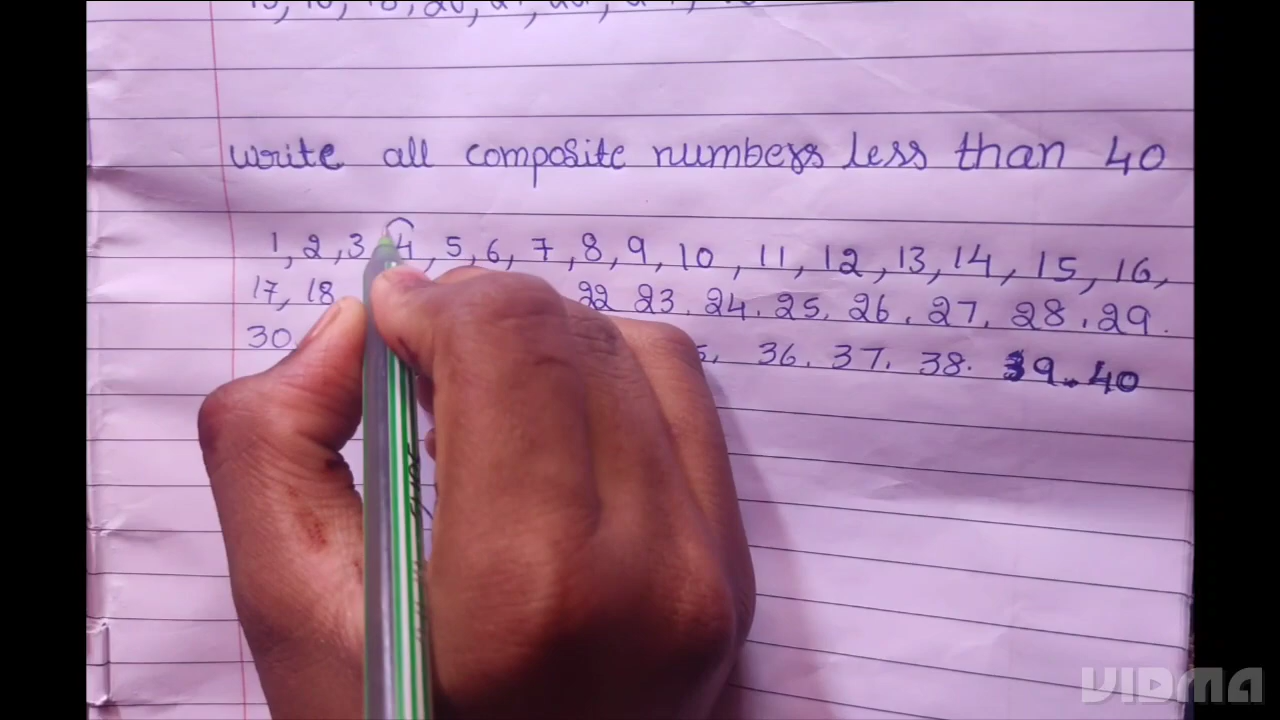 write all composite numbers less than 40
1, 2, 3 4, 5, 6, 7, 8, 9, 10, 11, 12, 13, 14, 15, 16,
17, 18 22 23. 24. 25. 26. 27. 28. 29.
30. 36. 37. 38. 39. 40
VIDMA